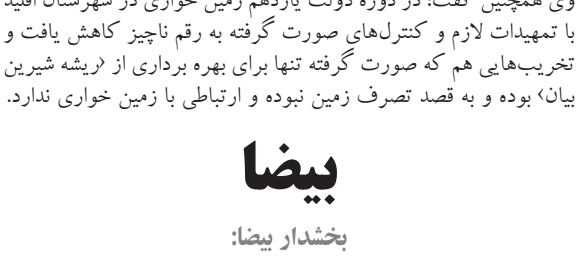 وی همچنین گفت: در دوره دولت یازدهم زمین خواری در شهرستان اقلید
با تمهیدات لازم و کنترل‌های صورت گرفته به رقم ناچیز کاهش یافت و
تخریب‌هایی هم که صورت گرفته تنها برای بهره برداری از ‹ریشه شیرین
بیان› بوده و به قصد تصرف زمین نبوده و ارتباطی با زمین خواری ندارد.
بیضا
بخشدار بیضا: